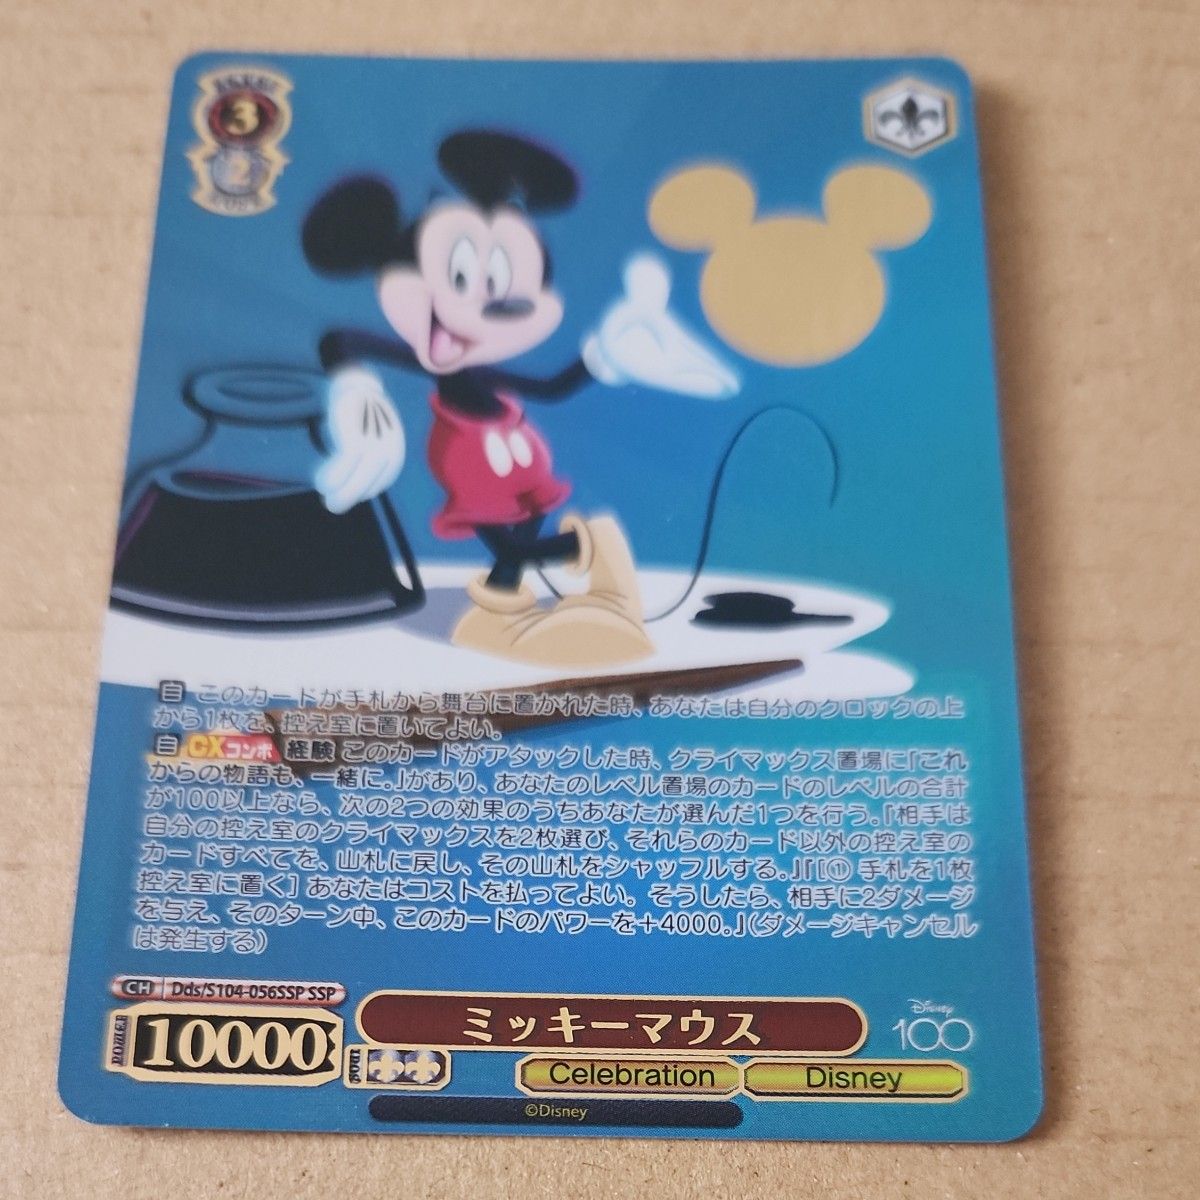 LEVEL
3
2
COST
自 このカードが手札から舞台に置かれた時、あなたは自分のクロックの上
から1枚を、控え室に置いてよい。
自 CXコンボ 経験 このカードがアタックした時、クライマックス置場に「これ
からの物語も、一緒に。」があり、あなたのレベル置場のカードのレベルの合計
が100以上なら、次の2つの効果のうちあなたが選んだ1つを行う。『相手は
自分の控え室のクライマックスを2枚選び、それらのカード以外の控え室の
カードすべてを、山札に戻し、その山札をシャッフルする。』『[① 手札を1枚
控え室に置く] あなたはコストを払ってよい。そうしたら、相手に2ダメージ
を与え、そのターン中、このカードのパワーを+4000。』(ダメージキャンセル
は発生する)
CH Dds/S104-056SSP SSP
POWER 10000
ミッキーマウス
Disney
100
SOUL
Celebration
Disney
©Disney